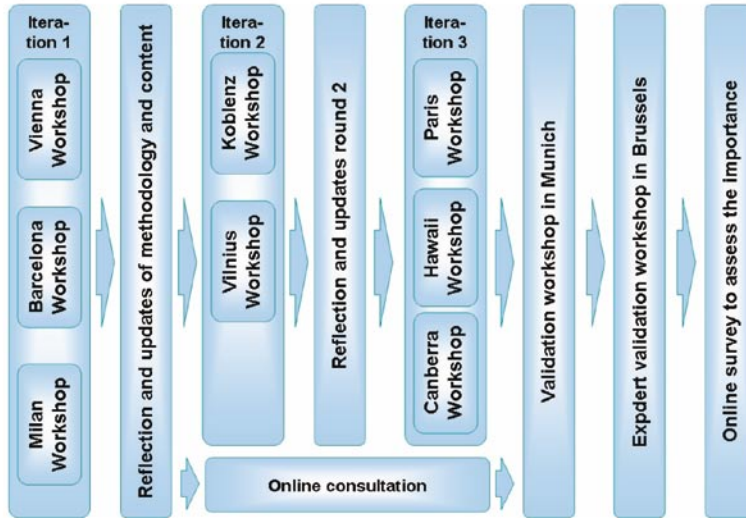 Itera-
tion 1
Vienna
Workshop
Barcelona
Workshop
Milan
Workshop
Reflection and updates of methodology and content
Itera-
tion 2
Koblenz
Workshop
Vilnius
Workshop
Reflection and updates round 2
Itera-
tion 3
Paris
Workshop
Hawaii
Workshop
Canberra
Workshop
Online consultation
Validation workshop in Munich
Expdert validation workshop in Brussels
Online survey to assess the Importance